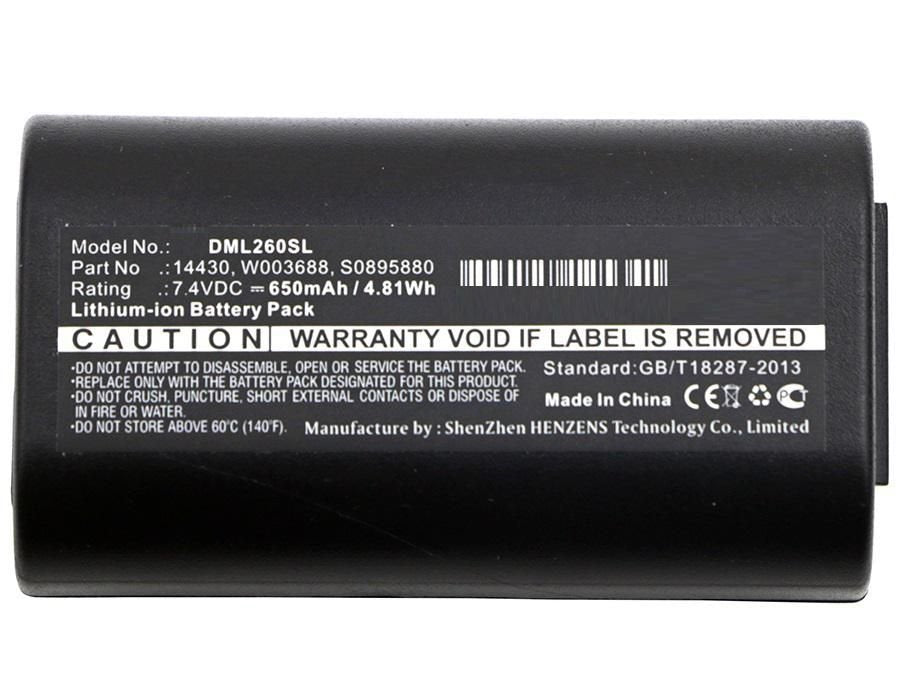 Model No.: DML260SL
Part No .:14430, W003688, S0895880
Rating .:7.4VDC ⎓ 650mAh / 4.81Wh
Lithium-ion Battery Pack
CAUTION WARRANTY VOID IF LABEL IS REMOVED
·DO NOT ATTEMPT TO DISASSEMBLE, OPEN OR SERVICE THE BATTERY PACK.
·REPLACE ONLY WITH THE BATTERY PACK DESIGNATED FOR THIS PRODUCT.
·DO NOT CRUSH, PUNCTURE, SHORT EXTERNAL CONTACTS OR DISPOSE OF
IN FIRE OR WATER.
·DO NOT STORE ABOVE 60°C (140°F).
Standard:GB/T18287-2013
Made In China CE PCT
Manufacture by : ShenZhen HENZENS Technology Co., Limited